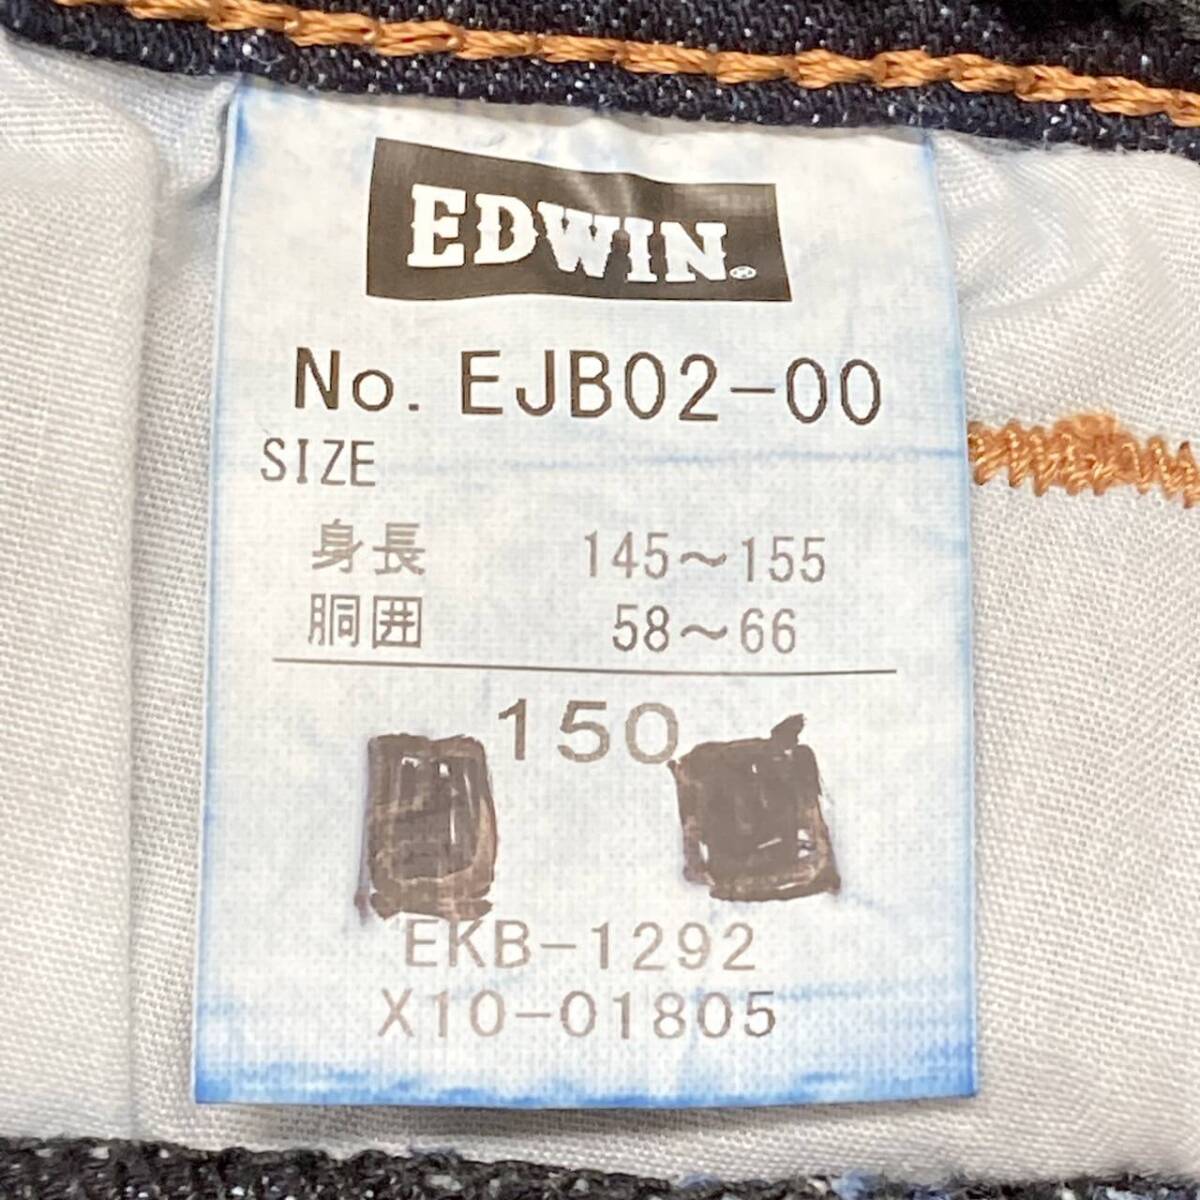 EDWIN®
No. EJB02-00
SIZE
身長 145～155
胴囲 58～66
150
EKB-1292
X10-01805